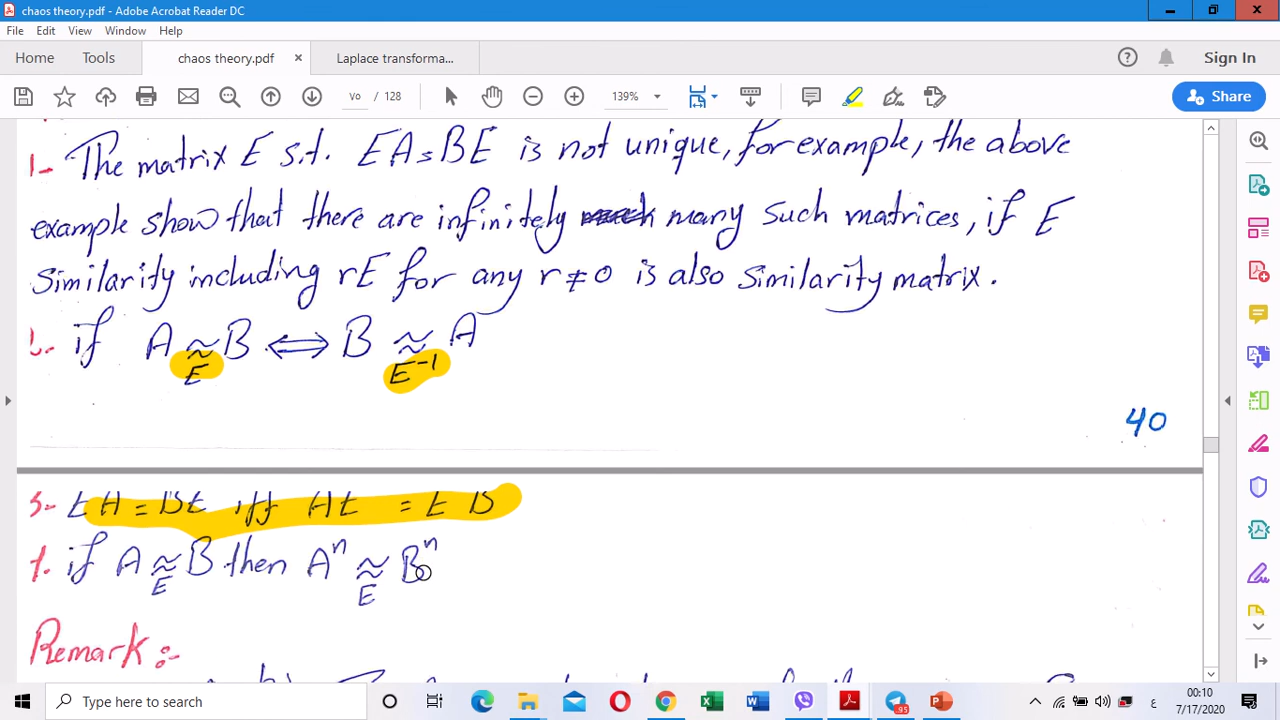 chaos theory.pdf - Adobe Acrobat Reader DC
File Edit View Window Help
Home Tools chaos theory.pdf × Laplace transforma... Sign In
/ 128 139% Share
1- The matrix E s.t. EA = BE is not unique, for example, the above
example show that there are infinitely many such matrices, if E
similarity including rE for any r ≠ 0 is also similarity matrix.
if A ≈ B ⟺ B ≈ A
E E⁻¹
40
EA = BE iff AE = E B
if A ≈ B then Aⁿ ≈ Bⁿ
E E
Remark :-
Type here to search
.95
ع
00:10
7/17/2020